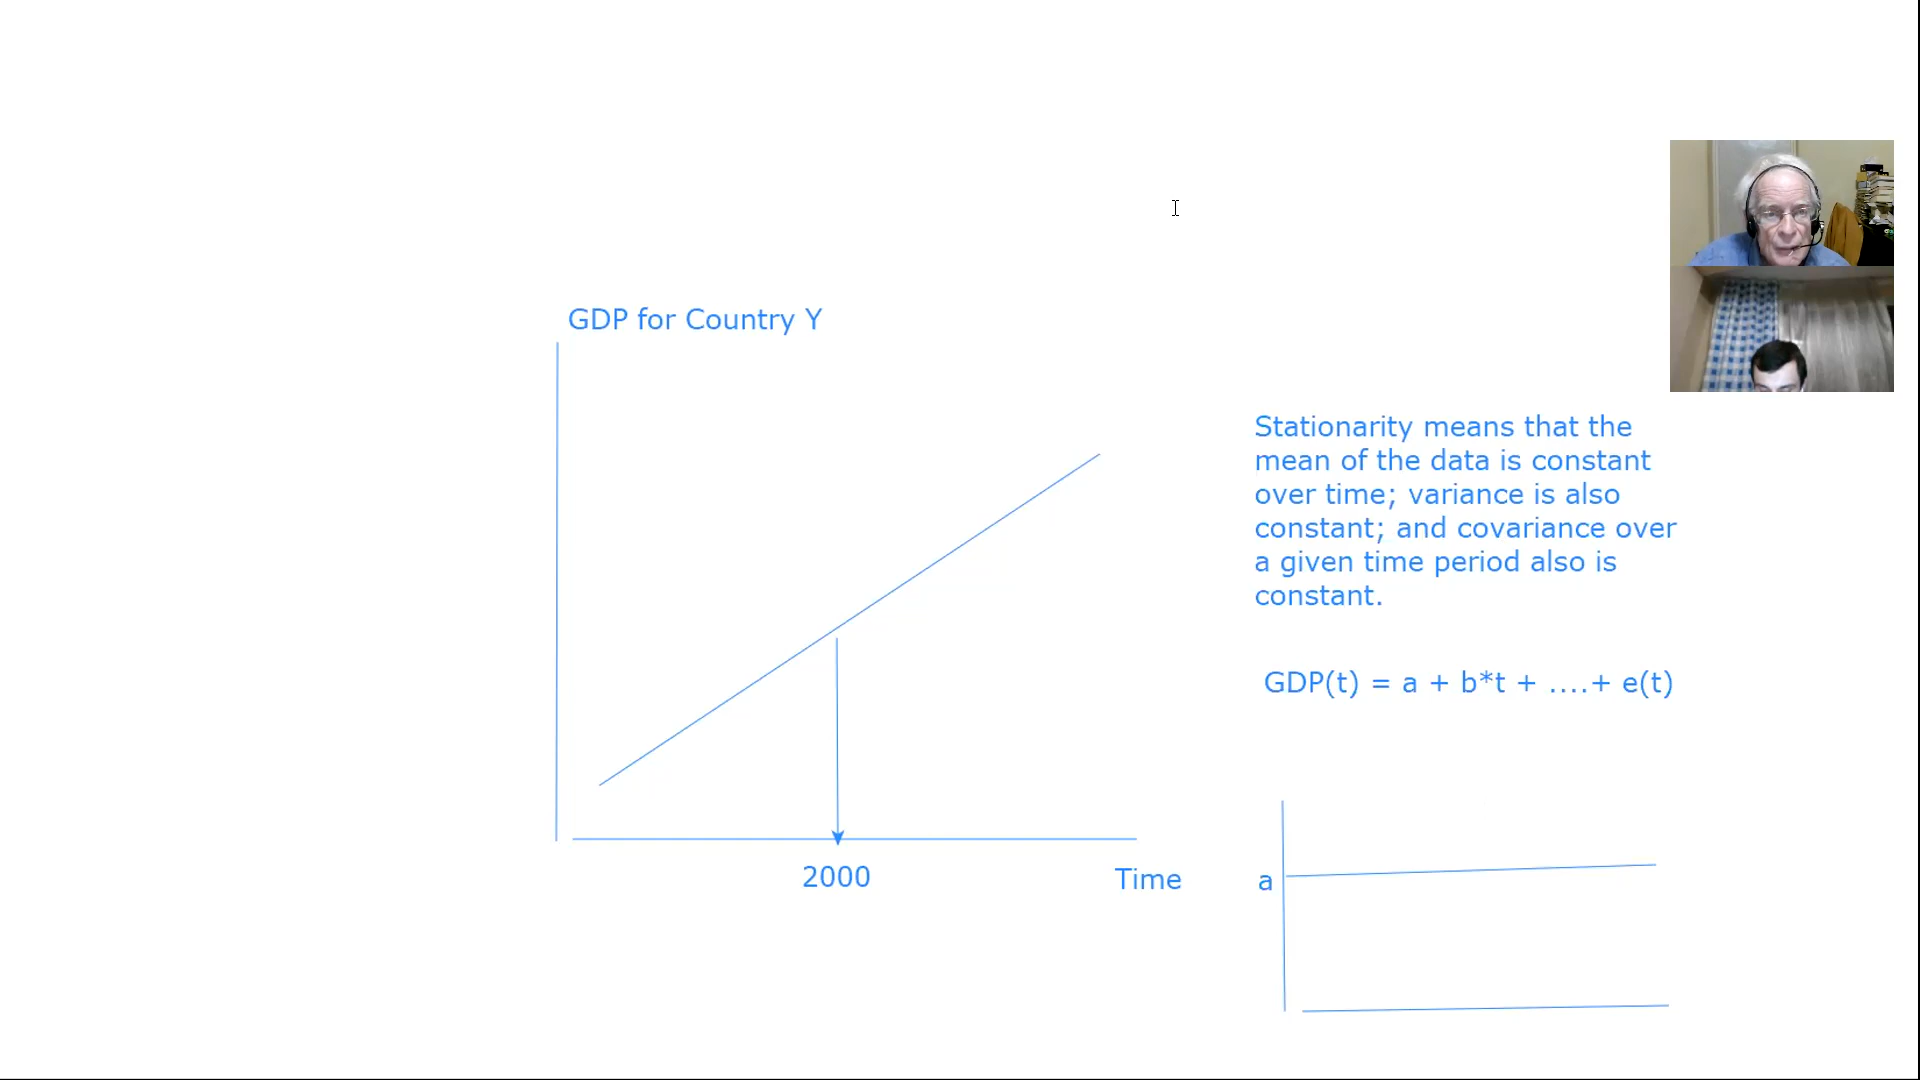 GDP for Country Y
Stationarity means that the
mean of the data is constant
over time; variance is also
constant; and covariance over
a given time period also is
constant.
GDP(t) = a + b*t + ....+ e(t)
2000
Time
a